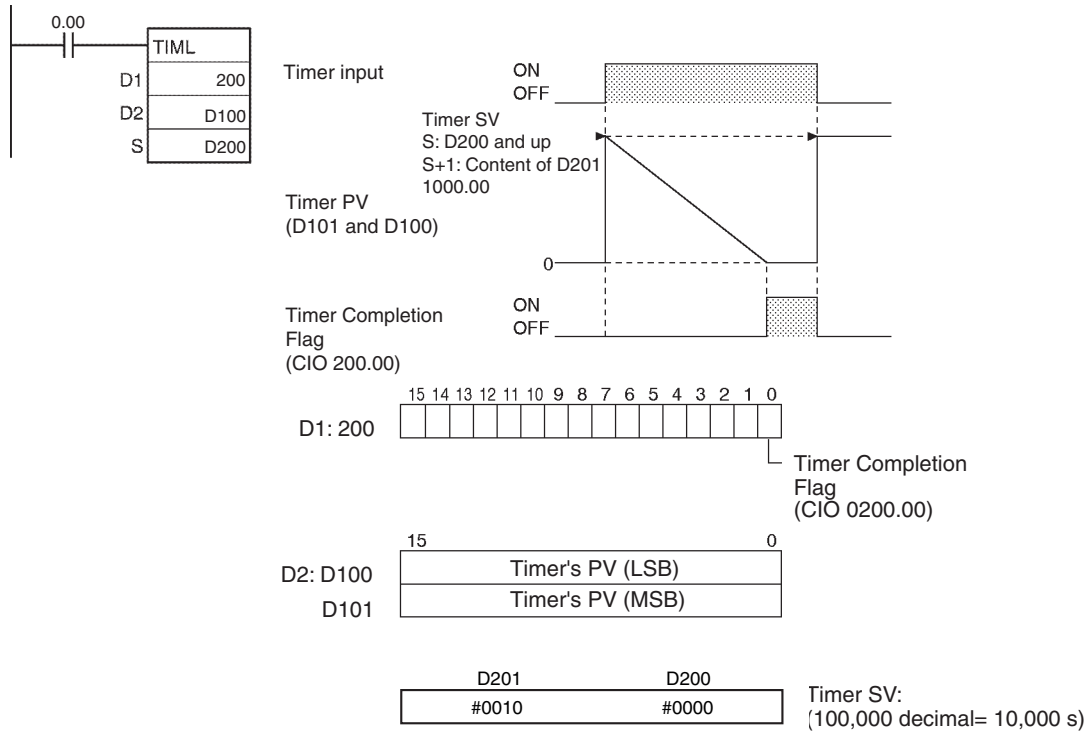 0.00
TIML
D1 200
D2 D100
S D200
Timer input
ON
OFF
Timer SV
S: D200 and up
S+1: Content of D201
1000.00
Timer PV
(D101 and D100)
0
Timer Completion
Flag
(CIO 200.00)
ON
OFF
15 14 13 12 11 10 9 8 7 6 5 4 3 2 1 0
D1: 200
Timer Completion
Flag
(CIO 0200.00)
15 0
D2: D100 Timer's PV (LSB)
D101 Timer's PV (MSB)
D201 D200
#0010 #0000
Timer SV:
(100,000 decimal= 10,000 s)